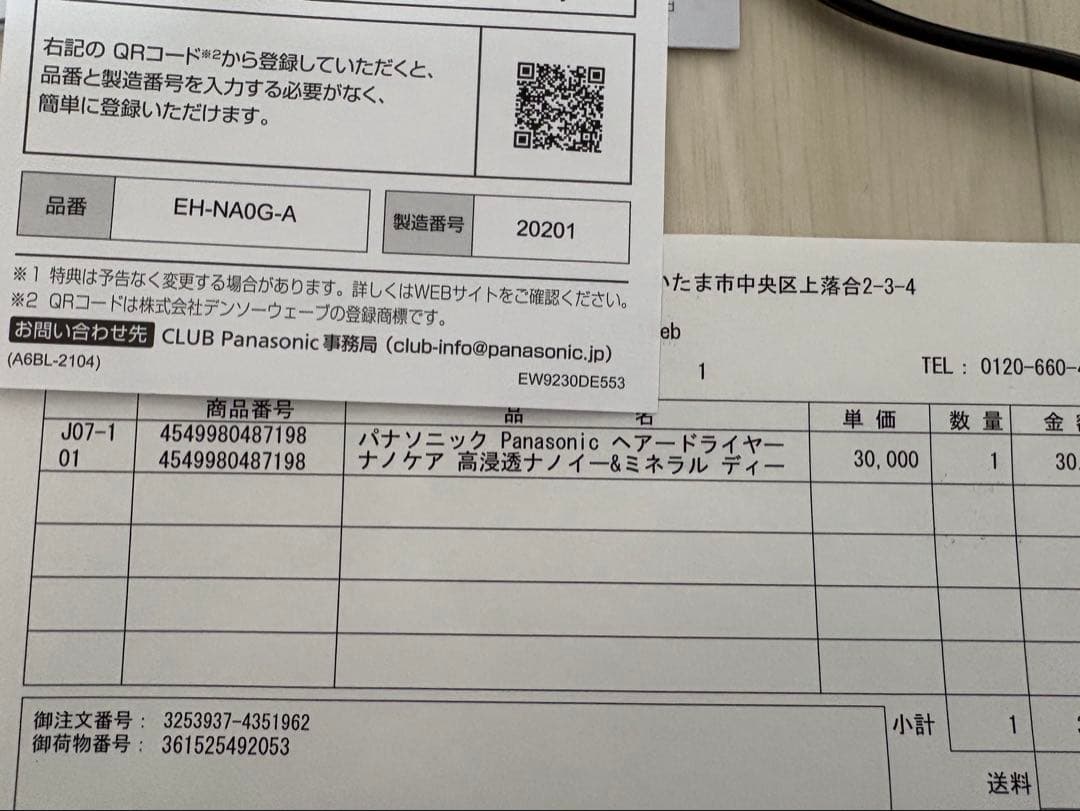 右記の QRコード※2から登録していただくと、
品番と製造番号を入力する必要がなく、
簡単に登録いただけます。
品番 EH-NA0G-A 製造番号 20201
※1 特典は予告なく変更する場合があります。詳しくはWEBサイトをご確認ください。
※2 QRコードは株式会社デンソーウェーブの登録商標です。
お問い合わせ先 CLUB Panasonic 事務局（club-info@panasonic.jp）
(A6BL-2104)
EW9230DE553
いたま市中央区上落合2-3-4
eb
1
TEL： 0120-660-
商品番号 品 名 単 価 数 量 金
J07-1 4549980487198 パナソニック Panasonic ヘアードライヤー
01 4549980487198 ナノケア 高浸透ナノイー&ミネラル ディー 30,000 1 30,
御注文番号： 3253937-4351962
御荷物番号： 361525492053
小計 1
送料